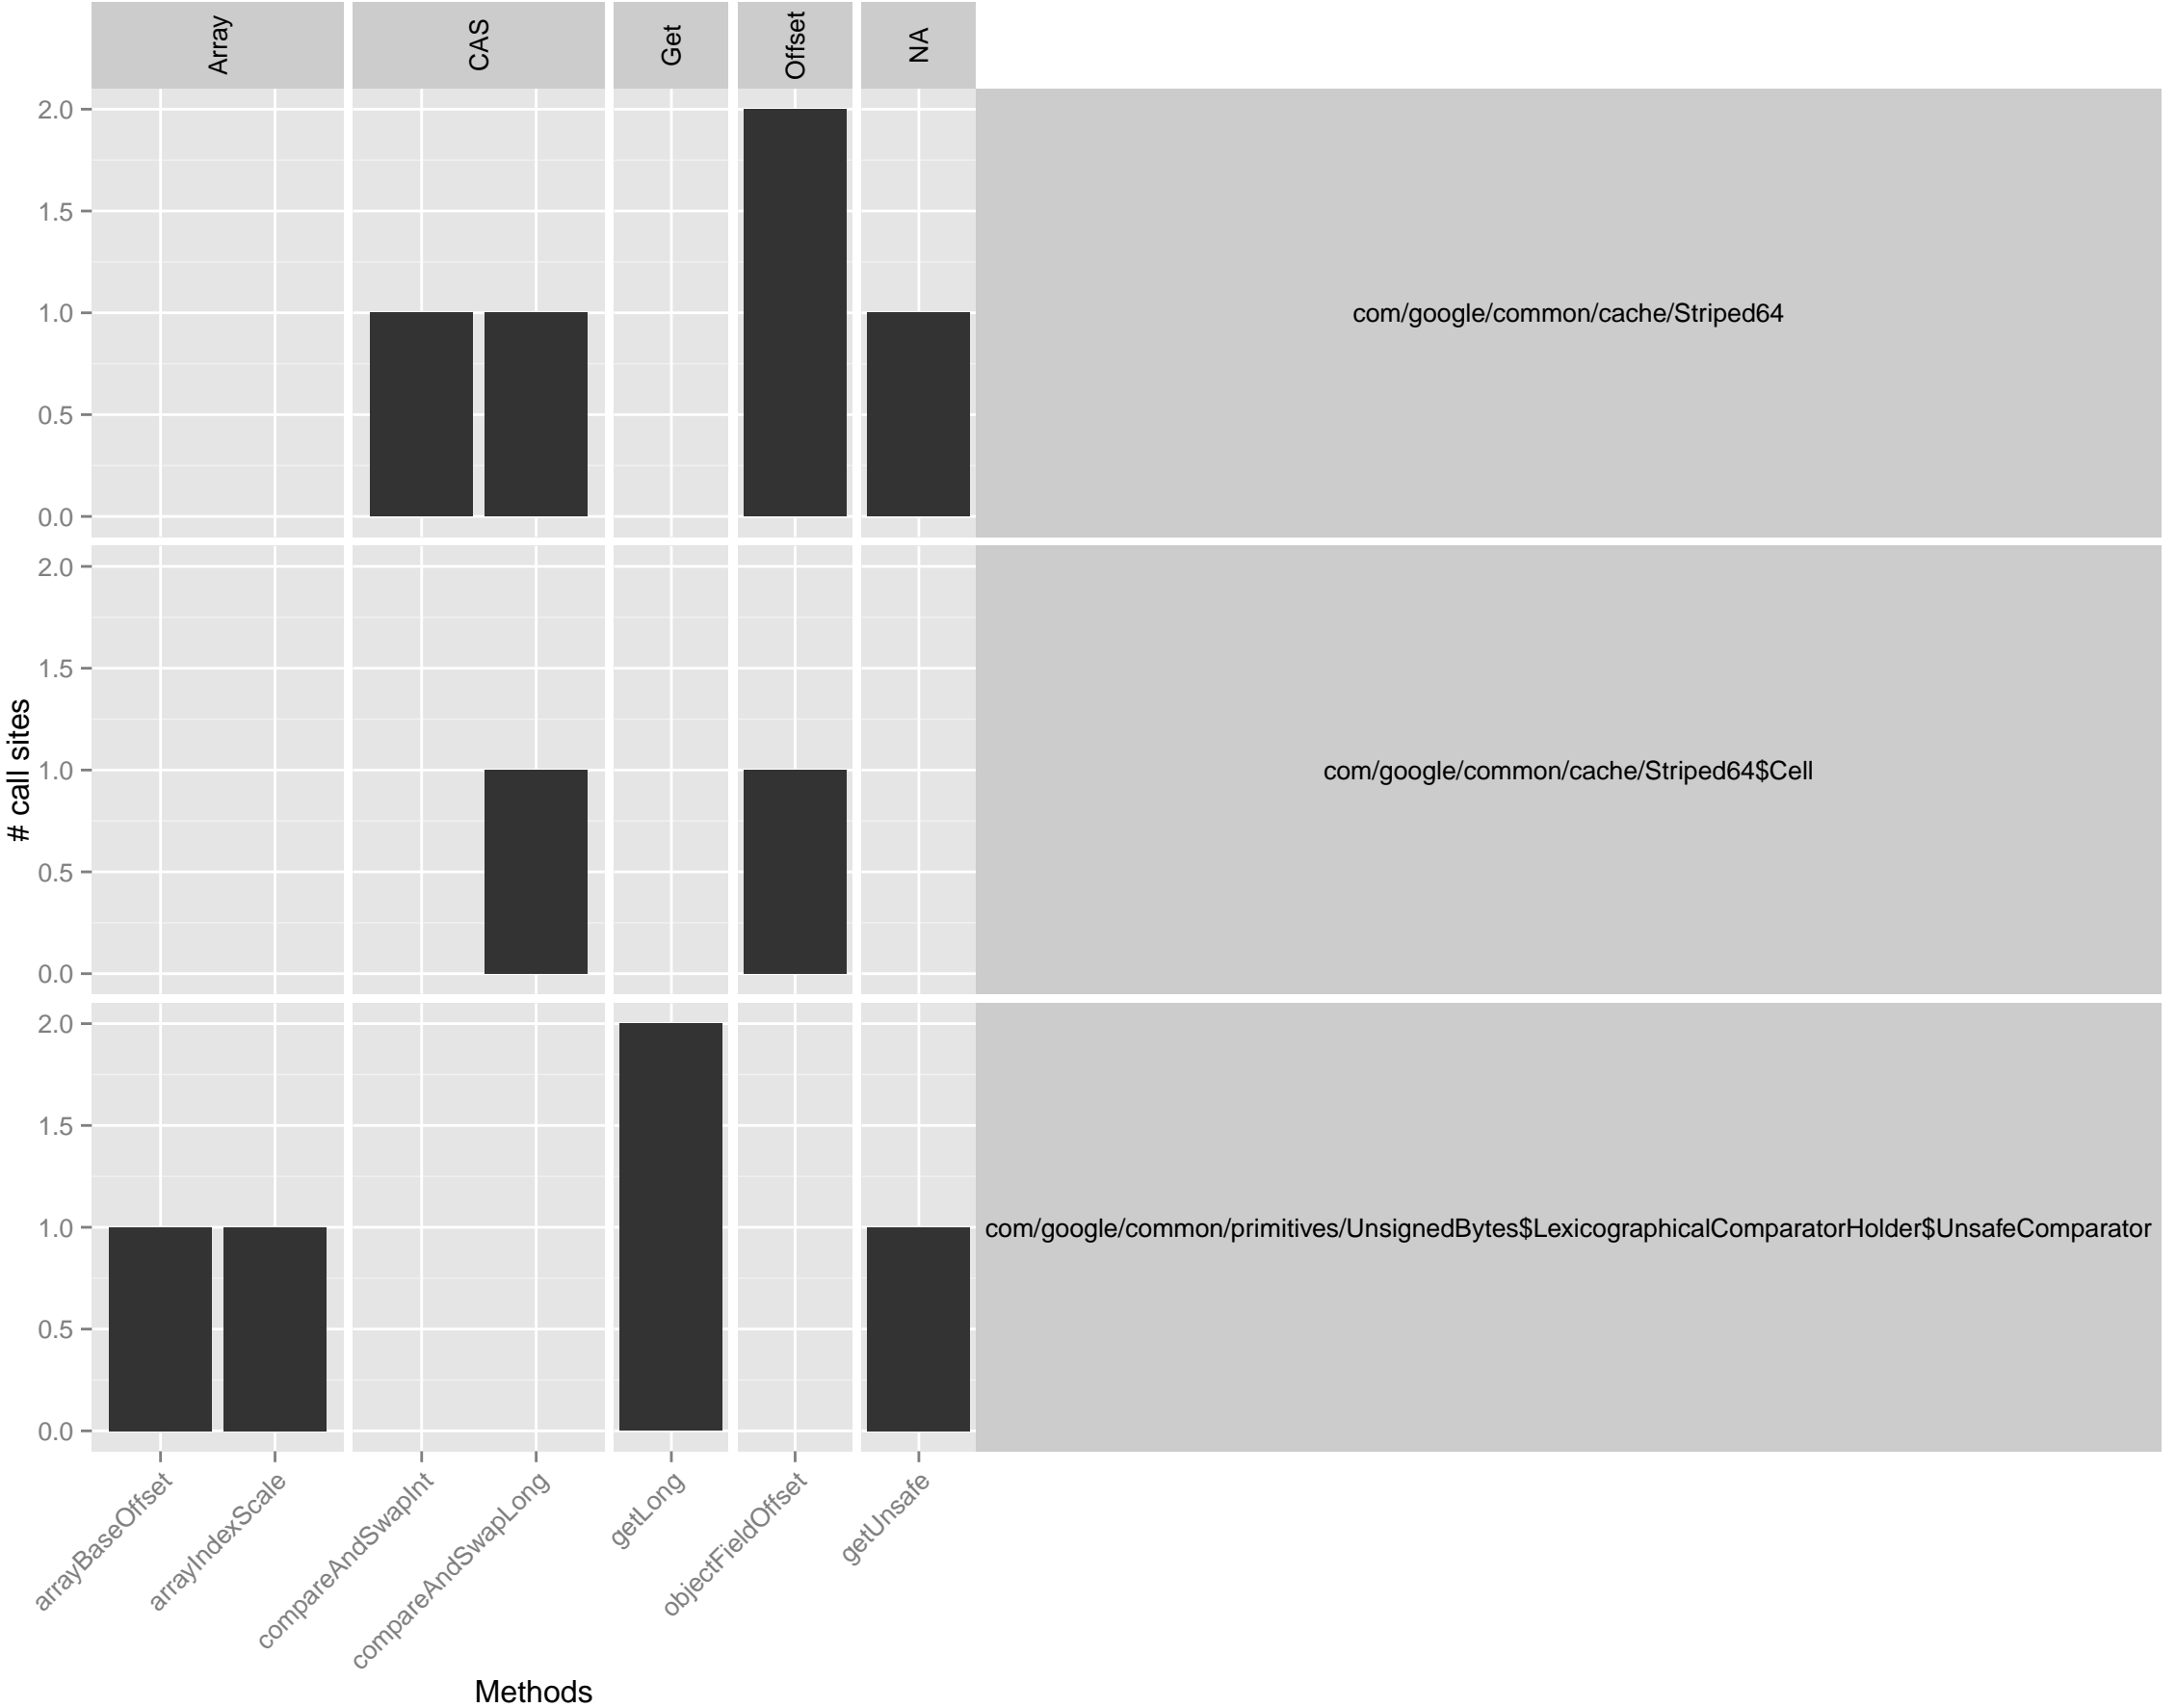 Array
CAS
Get
Offset
NA
2.0
1.5
1.0
0.5
0.0
com/google/common/cache/Striped64
2.0
1.5
1.0
0.5
0.0
com/google/common/cache/Striped64$Cell
2.0
1.5
1.0
0.5
0.0
com/google/common/primitives/UnsignedBytes$LexicographicalComparatorHolder$UnsafeComparator
# call sites
arrayBaseOffset
arrayIndexScale
compareAndSwapInt
compareAndSwapLong
getLong
objectFieldOffset
getUnsafe
Methods